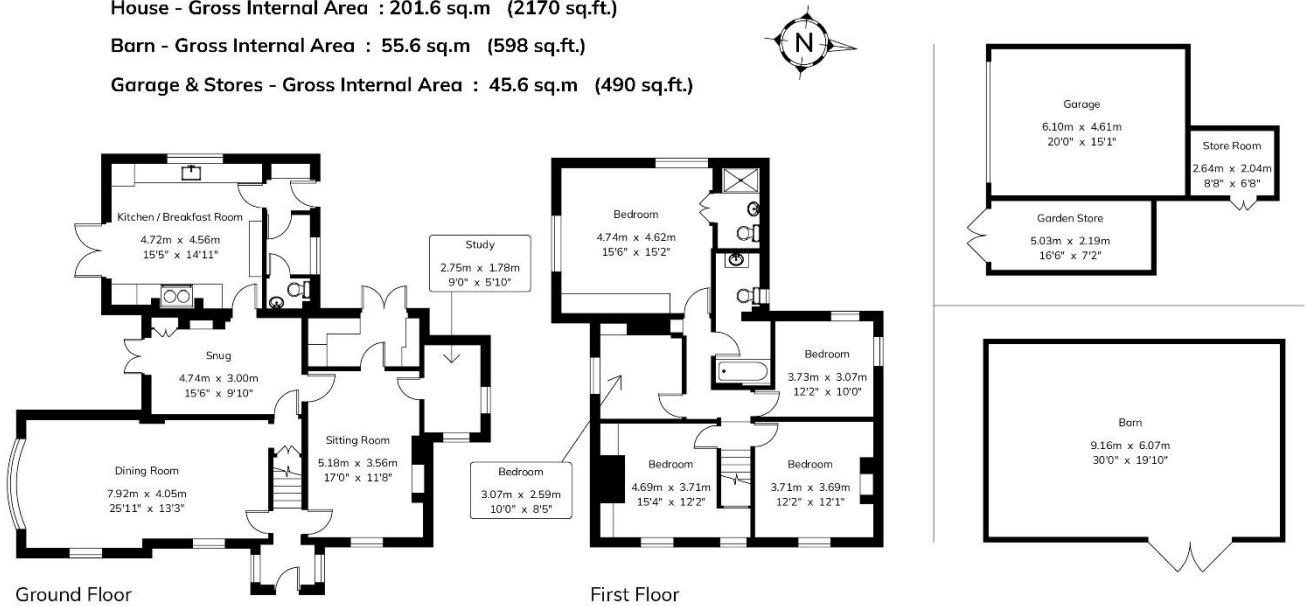 House - Gross Internal Area : 201.6 sq.m (2170 sq.ft.)
Barn - Gross Internal Area : 55.6 sq.m (598 sq.ft.)
Garage & Stores - Gross Internal Area : 45.6 sq.m (490 sq.ft.)
N
Kitchen / Breakfast Room
4.72m x 4.56m
15'5" x 14'11"
Study
2.75m x 1.78m
9'0" x 5'10"
Snug
4.74m x 3.00m
15'6" x 9'10"
Sitting Room
5.18m x 3.56m
17'0" x 11'8"
Dining Room
7.92m x 4.05m
25'11" x 13'3"
Ground Floor
Bedroom
4.74m x 4.62m
15'6" x 15'2"
Bedroom
3.73m x 3.07m
12'2" x 10'0"
Bedroom
3.07m x 2.59m
10'0" x 8'5"
Bedroom
4.69m x 3.71m
15'4" x 12'2"
Bedroom
3.71m x 3.69m
12'2" x 12'1"
First Floor
Garage
6.10m x 4.61m
20'0" x 15'1"
Store Room
2.64m x 2.04m
8'8" x 6'8"
Garden Store
5.03m x 2.19m
16'6" x 7'2"
Barn
9.16m x 6.07m
30'0" x 19'10"